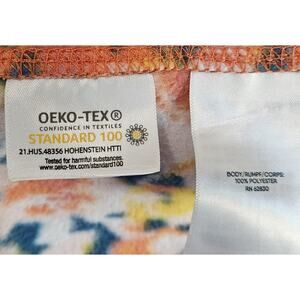 OEKO-TEX®
CONFIDENCE IN TEXTILES
STANDARD 100
21.HUS.48356 HOHENSTEIN HTTI
Tested for harmful substances.
www.oeko-tex.com/standard100
BODY/RUMPF/CORPS:
100% POLYESTER
RN 62830